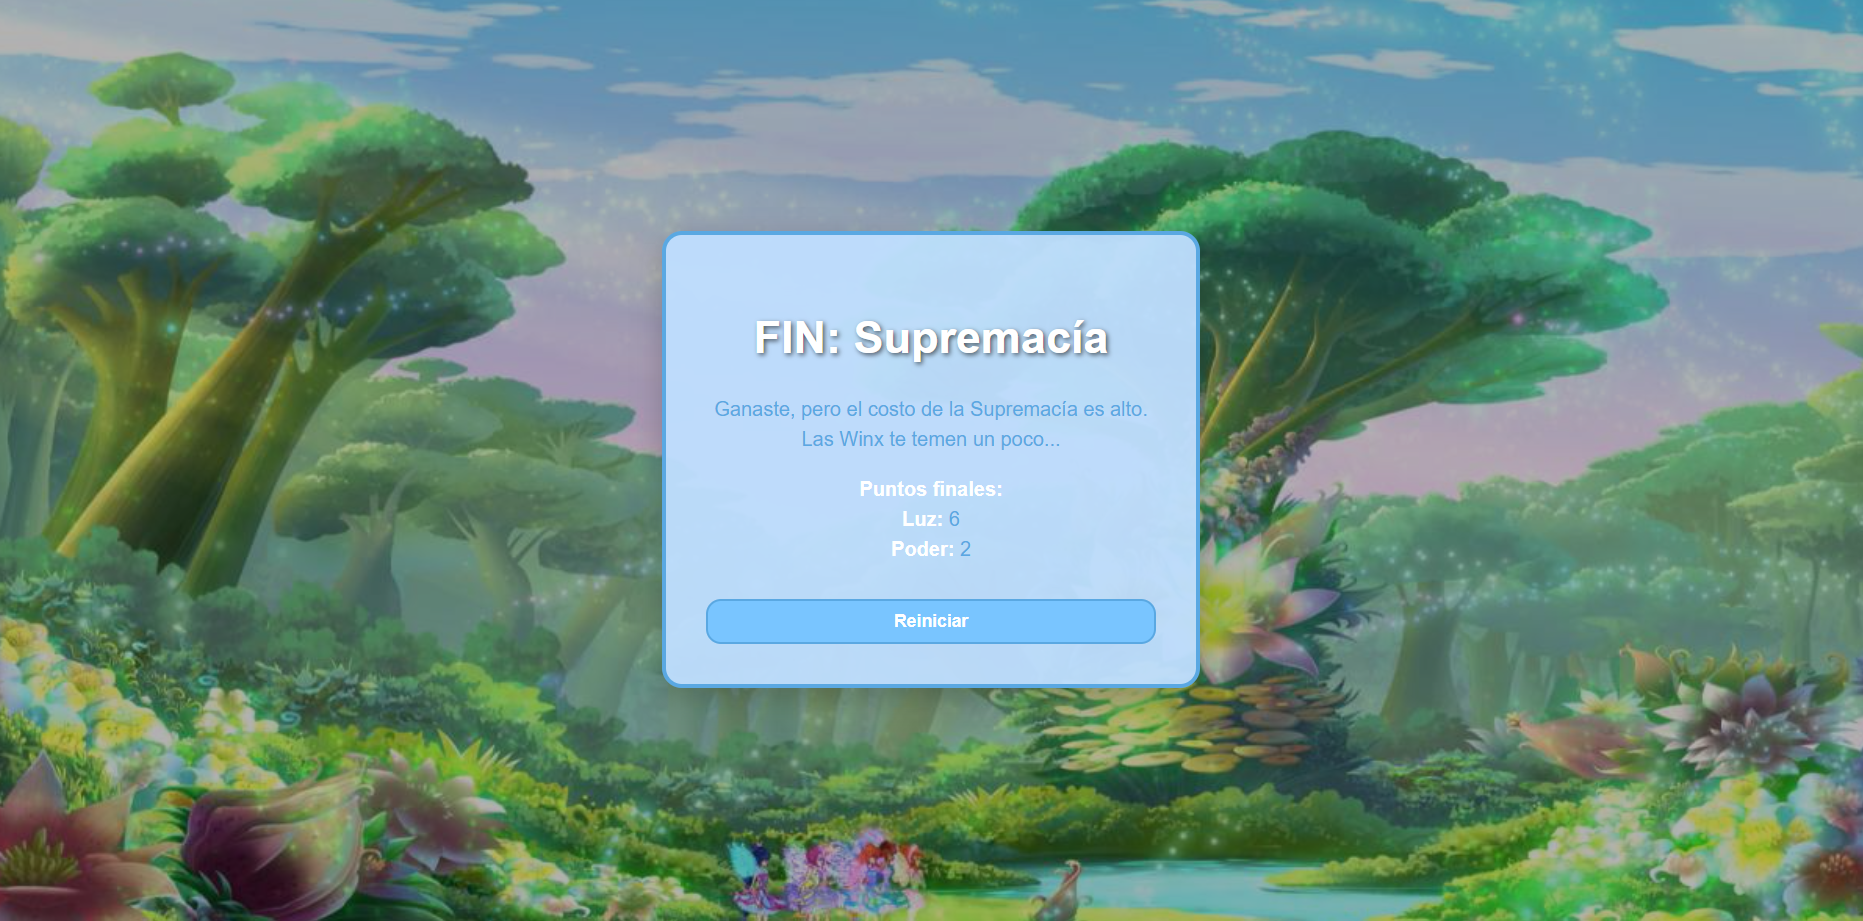 FIN: Supremacía
Ganaste, pero el costo de la Supremacía es alto.
Las Winx te temen un poco...
Puntos finales:
Luz: 6
Poder: 2
Reiniciar